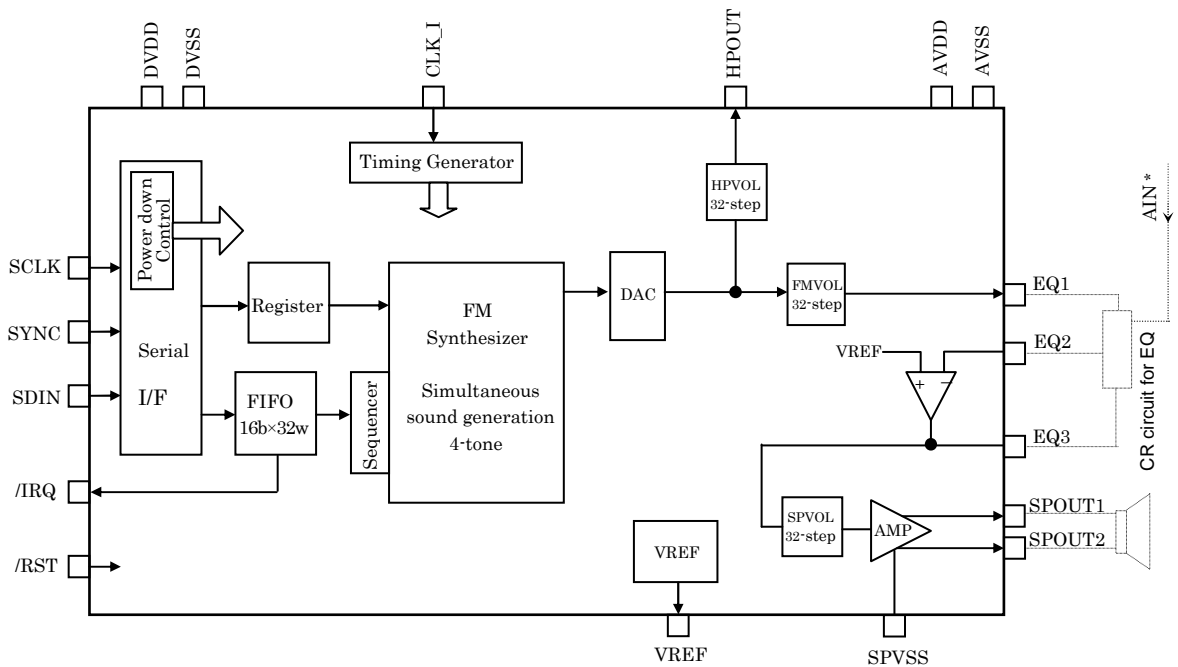 DVDD
DVSS
CLK_I
HPOUT
AVDD
AVSS
Timing Generator
HPVOL
32-step
AIN *
Power down
Control
SCLK
SYNC
SDIN
/IRQ
/RST
Serial
I/F
Register
FIFO
16b×32w
Sequencer
FM
Synthesizer
Simultaneous
sound generation
4-tone
DAC
FMVOL
32-step
EQ1
VREF
+
−
EQ2
EQ3
CR circuit for EQ
SPVOL
32-step
AMP
SPOUT1
SPOUT2
VREF
VREF
SPVSS